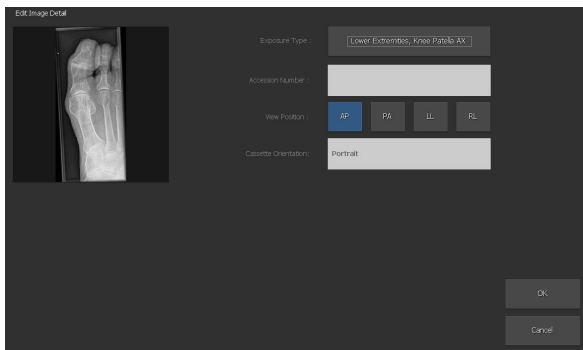 Edit Image Detail
Exposure Type :
Lower Extremities, Knee Patella AX
Accession Number :
View Position :
AP
PA
LL
RL
Cassette Orientation:
Portrait
OK
Cancel